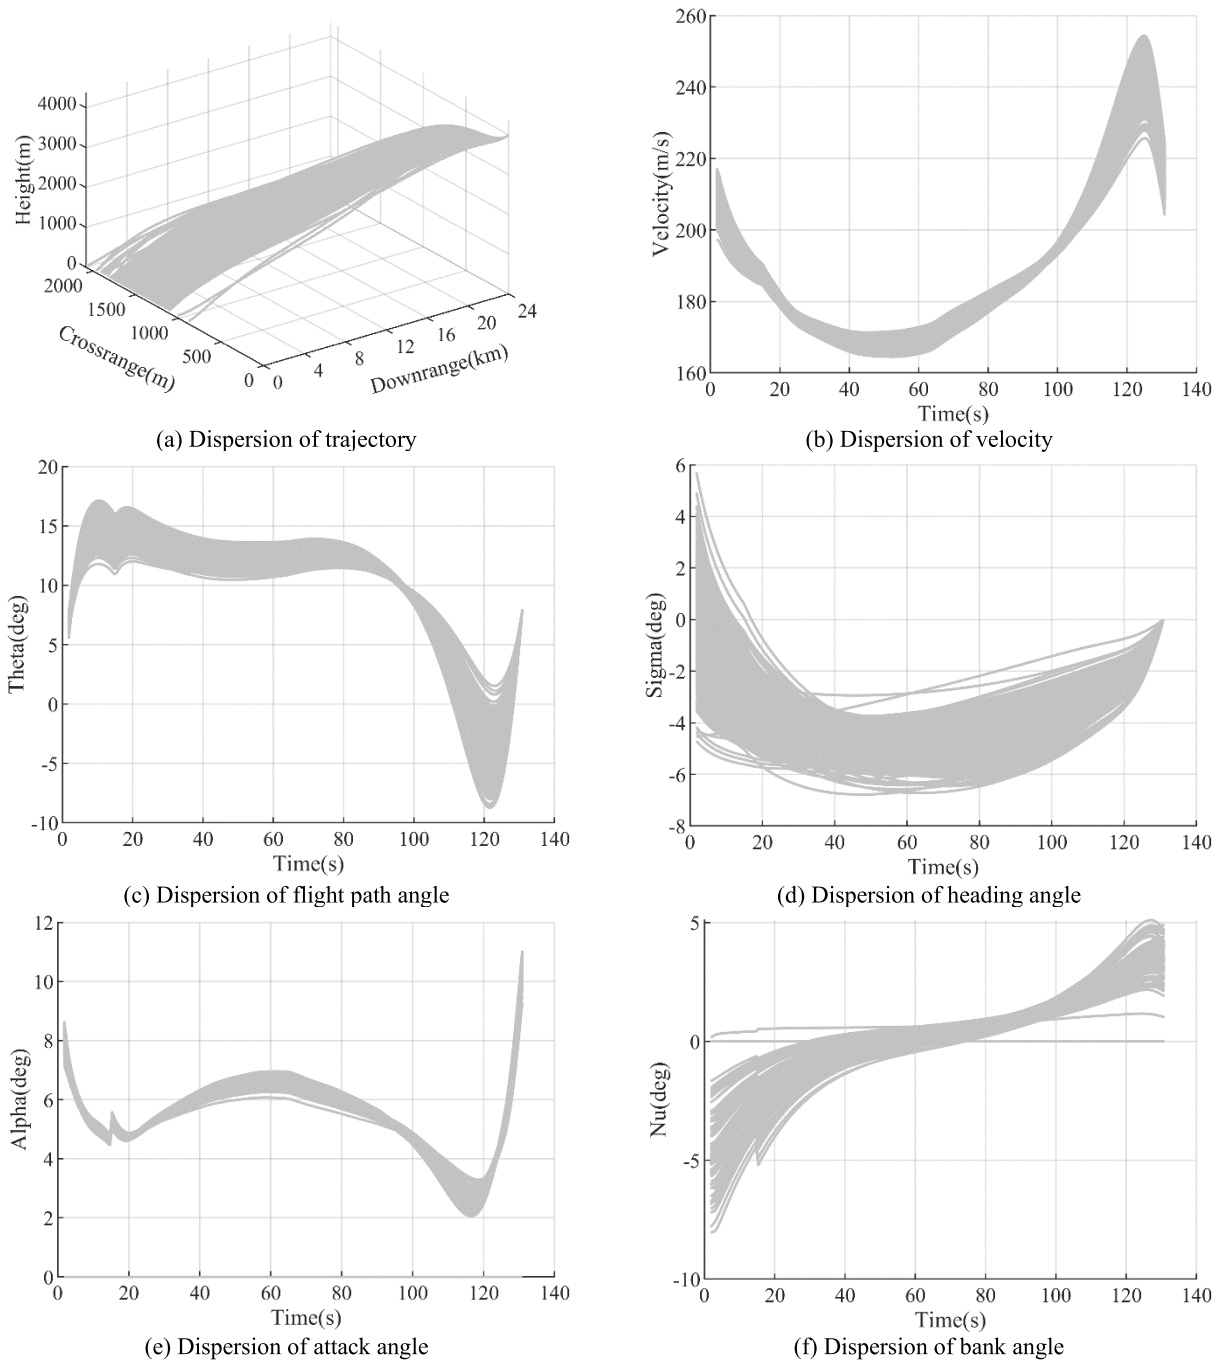 4000
3000
2000
1000
0
Height(m)
2000
1500
1000
500
0
Crossrange(m)
0
4
8
12
16
20
24
Downrange(km)
(a) Dispersion of trajectory
260
240
220
200
180
160
Velocity(m/s)
0 20 40 60 80 100 120 140
Time(s)
(b) Dispersion of velocity
20
15
10
5
0
-5
-10
Theta(deg)
0 20 40 60 80 100 120 140
Time(s)
(c) Dispersion of flight path angle
6
4
2
0
-2
-4
-6
-8
Sigma(deg)
0 20 40 60 80 100 120 140
Time(s)
(d) Dispersion of heading angle
12
10
8
6
4
2
0
Alpha(deg)
0 20 40 60 80 100 120 140
Time(s)
(e) Dispersion of attack angle
5
0
-5
-10
Nu(deg)
0 20 40 60 80 100 120 140
Time(s)
(f) Dispersion of bank angle